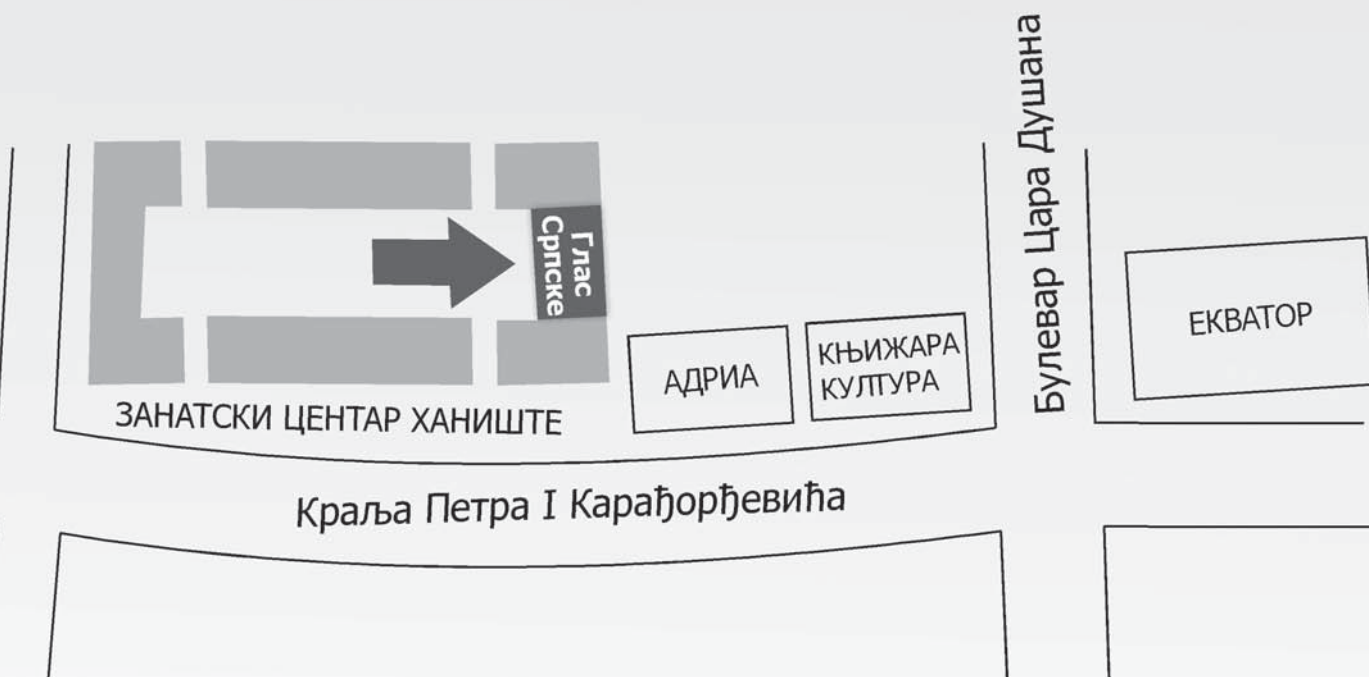 Булевар Цара Душана
Глас
Српске
ЕКВАТОР
АДРИА
КЊИЖАРА
КУЛТУРА
ЗАНАТСКИ ЦЕНТАР ХАНИШТЕ
Краља Петра I Карађорђевића